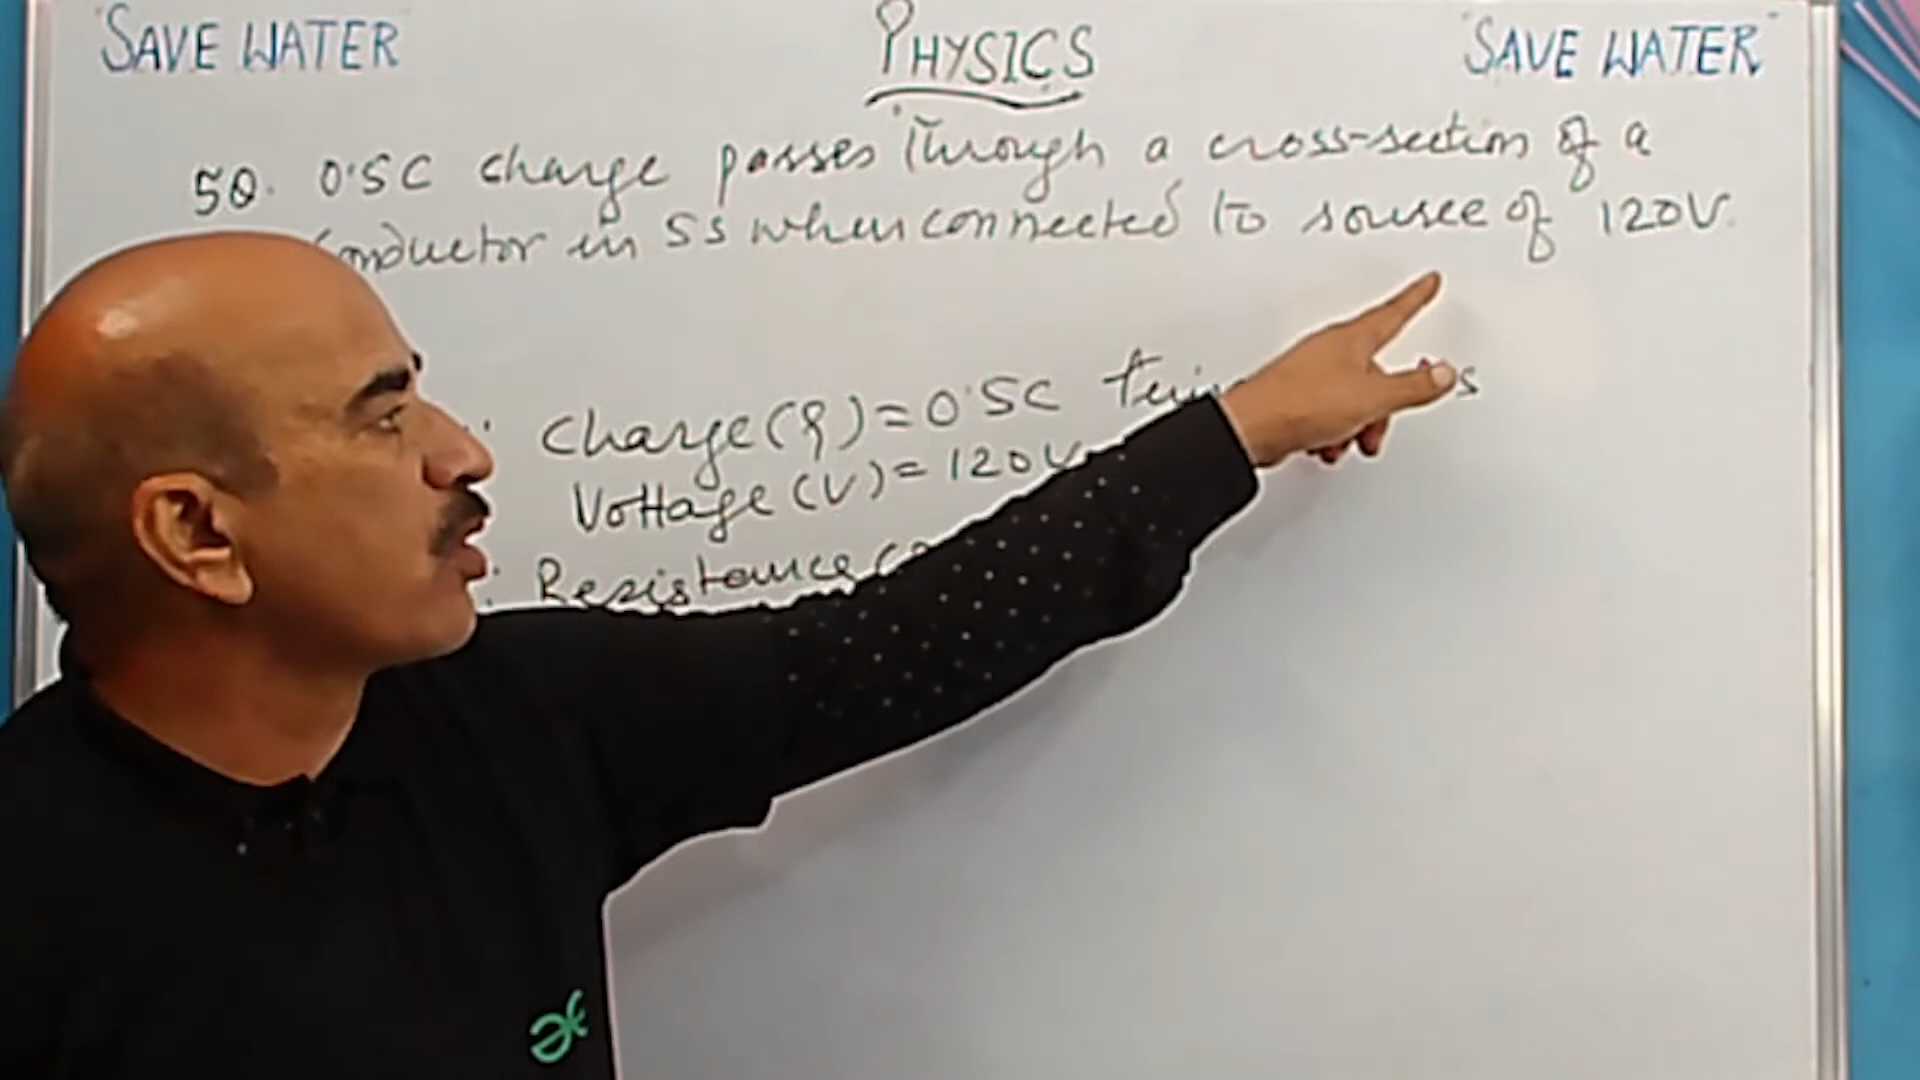 "SAVE WATER
PHYSICS
"SAVE WATER"
50. 0.5C charge passes Through a cross-section of a
conductor in 5s when connected to source of 120V.
: Charge(q)=0.5C
Voltage(V)=120V
: Resistance